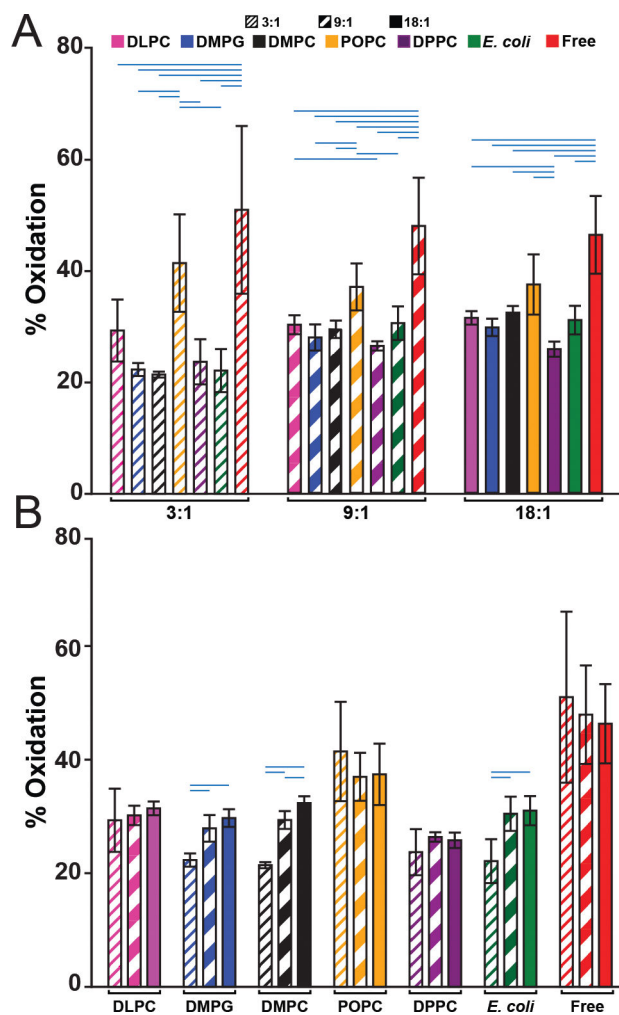 A
3:1 9:1 18:1
DLPC DMPG DMPC POPC DPPC E. coli Free
80
60
40
20
0
% Oxidation
3:1 9:1 18:1
B
80
60
40
20
0
% Oxidation
DLPC DMPG DMPC POPC DPPC E. coli Free